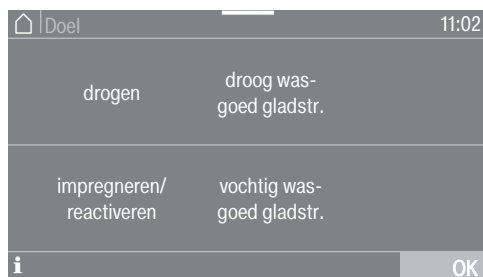 Doel
11:02
drogen
droog was-
goed gladstr.
impregneren/
reactiveren
vochtig was-
goed gladstr.
i
OK